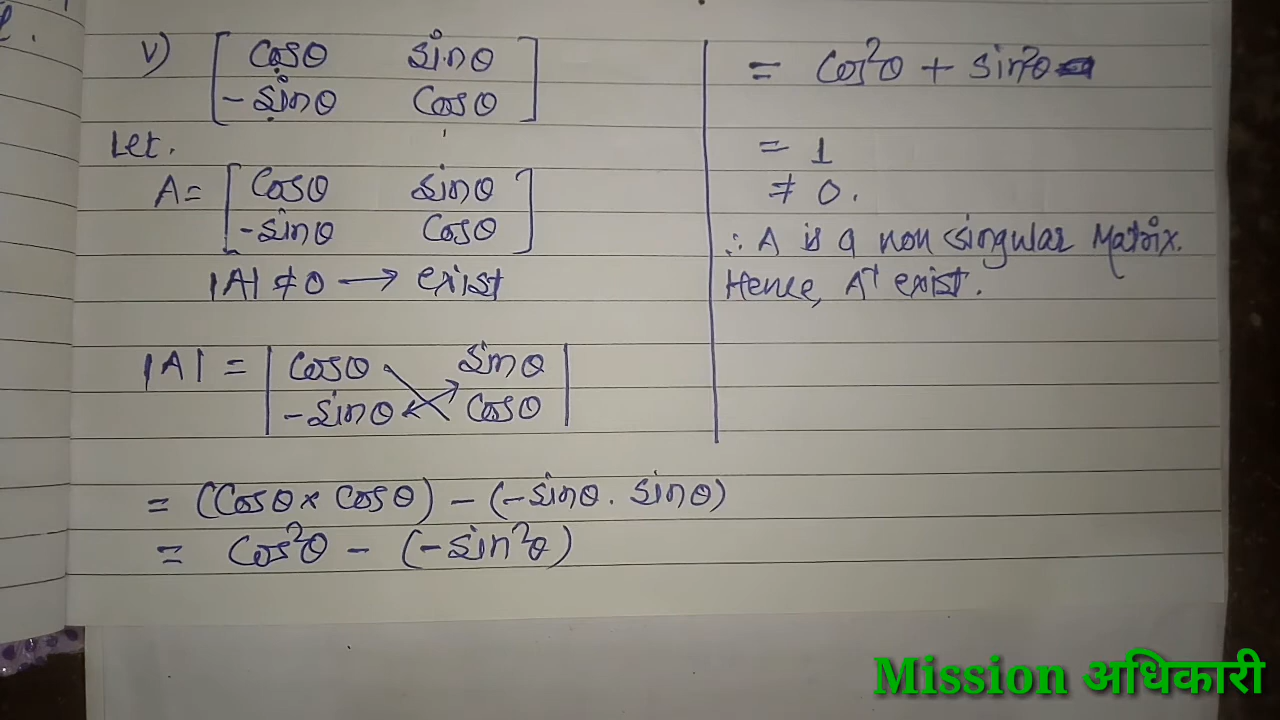 v) [ Cosθ sinθ
-sinθ Cosθ ]
Let.
A = [ Cosθ sinθ
-sinθ Cosθ ]
|A| ≠ 0 → exist
|A| = | Cosθ sinθ
-sinθ Cosθ |
= (Cosθ × Cosθ) - (-sinθ . sinθ)
= Cos²θ - (-sin²θ)
= Cos²θ + sin²θ
= 1
≠ 0.
∴ A is a non singular Matrix.
Hence, A⁻¹ exist.
Mission अधिकारी